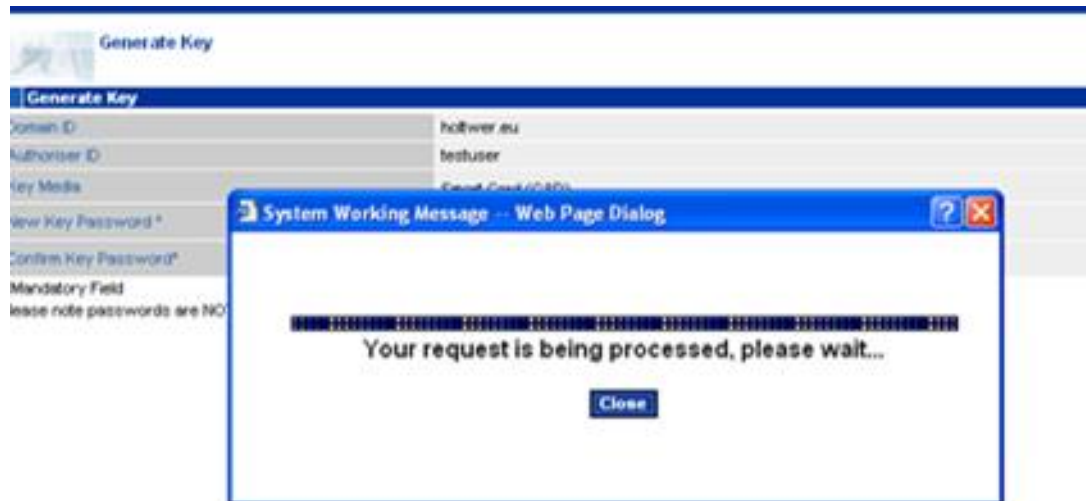 Generate Key
Generate Key
Domain ID
holtwer.eu
Authoriser ID
testuser
Key Media
Smart Card
New Key Password *
System Working Message -- Web Page Dialog
Confirm Key Password*
Mandatory Field
lease note passwords are NO
Your request is being processed, please wait...
Close